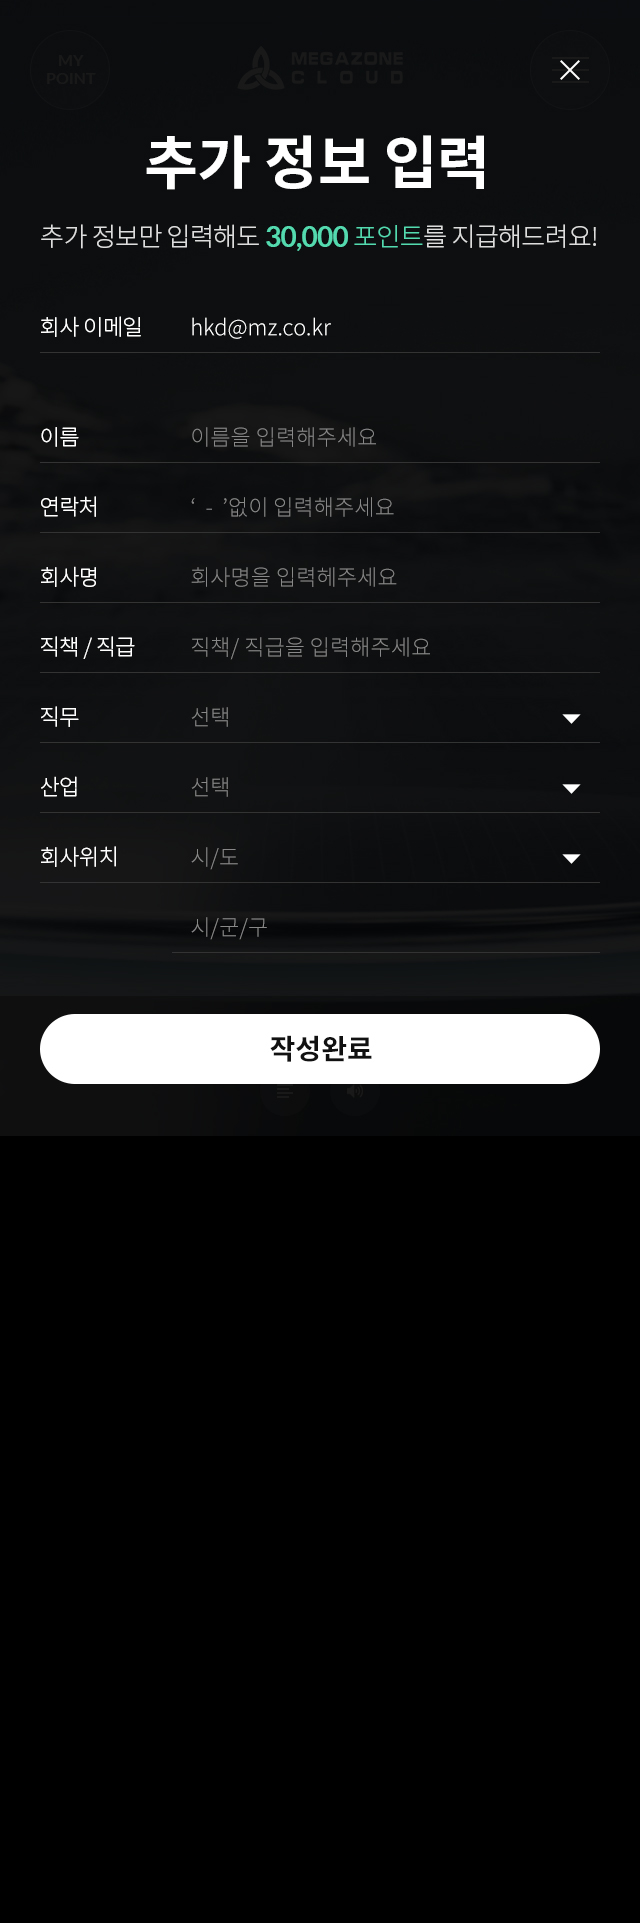 MY
POINT
MEGAZONE
CLOUD
추가 정보 입력
추가 정보만 입력해도 30,000 포인트를 지급해드려요!
회사 이메일 hkd@mz.co.kr
이름 이름을 입력해주세요
연락처 ‘ - ’없이 입력해주세요
회사명 회사명을 입력헤주세요
직책 / 직급 직책/ 직급을 입력해주세요
직무 선택
산업 선택
회사위치 시/도
시/군/구
작성완료